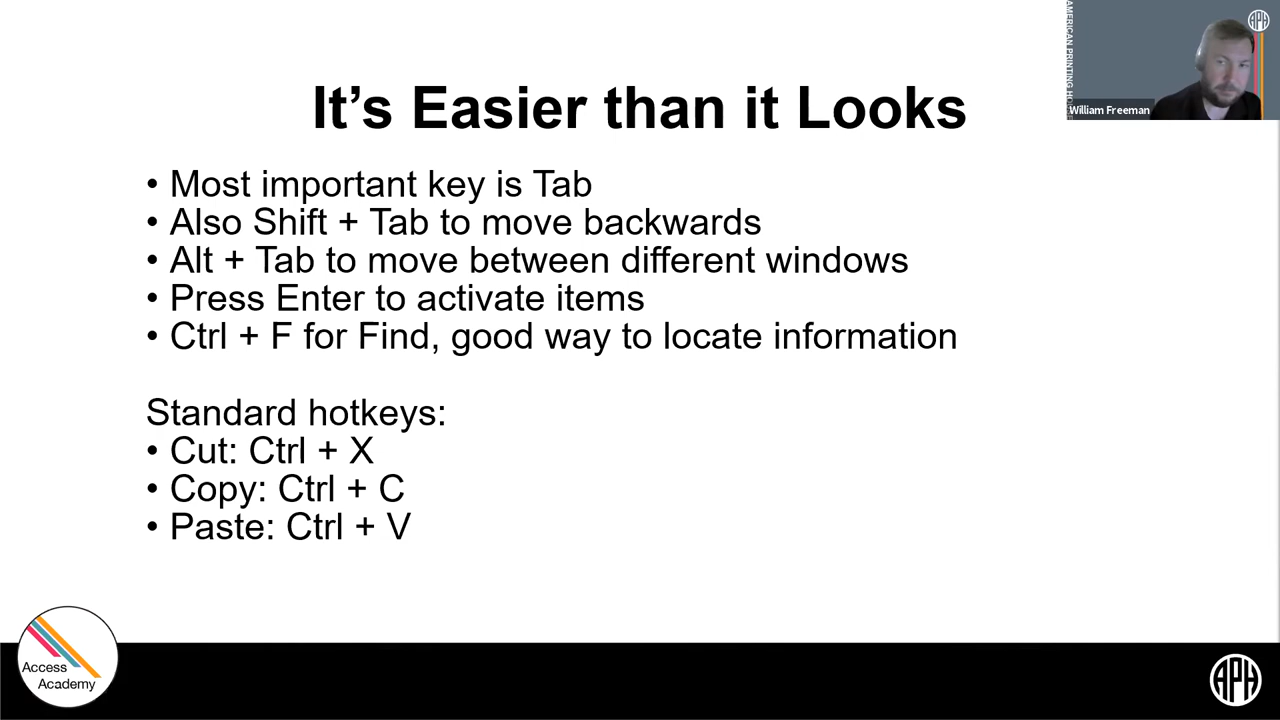 AMERICAN PRINTING HOU
APH
William Freeman
It’s Easier than it Looks
• Most important key is Tab
• Also Shift + Tab to move backwards
• Alt + Tab to move between different windows
• Press Enter to activate items
• Ctrl + F for Find, good way to locate information
Standard hotkeys:
• Cut: Ctrl + X
• Copy: Ctrl + C
• Paste: Ctrl + V
Access
Academy
APH